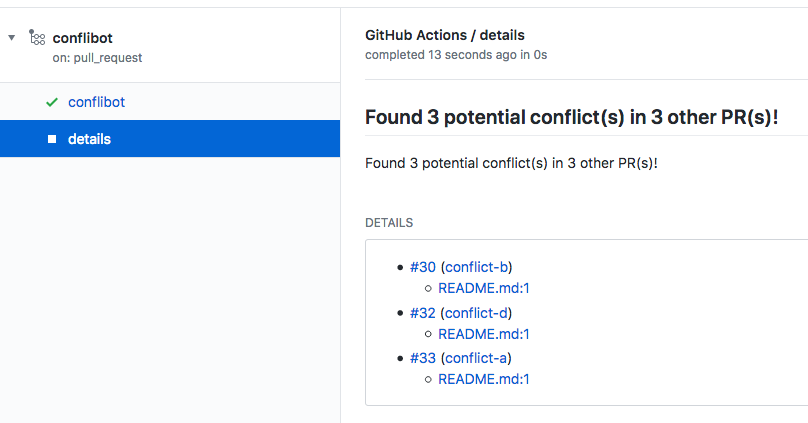 conflibot
on: pull_request
conflibot
details
GitHub Actions / details
completed 13 seconds ago in 0s
Found 3 potential conflict(s) in 3 other PR(s)!
Found 3 potential conflict(s) in 3 other PR(s)!
DETAILS
#30 (conflict-b)
README.md:1
#32 (conflict-d)
README.md:1
#33 (conflict-a)
README.md:1